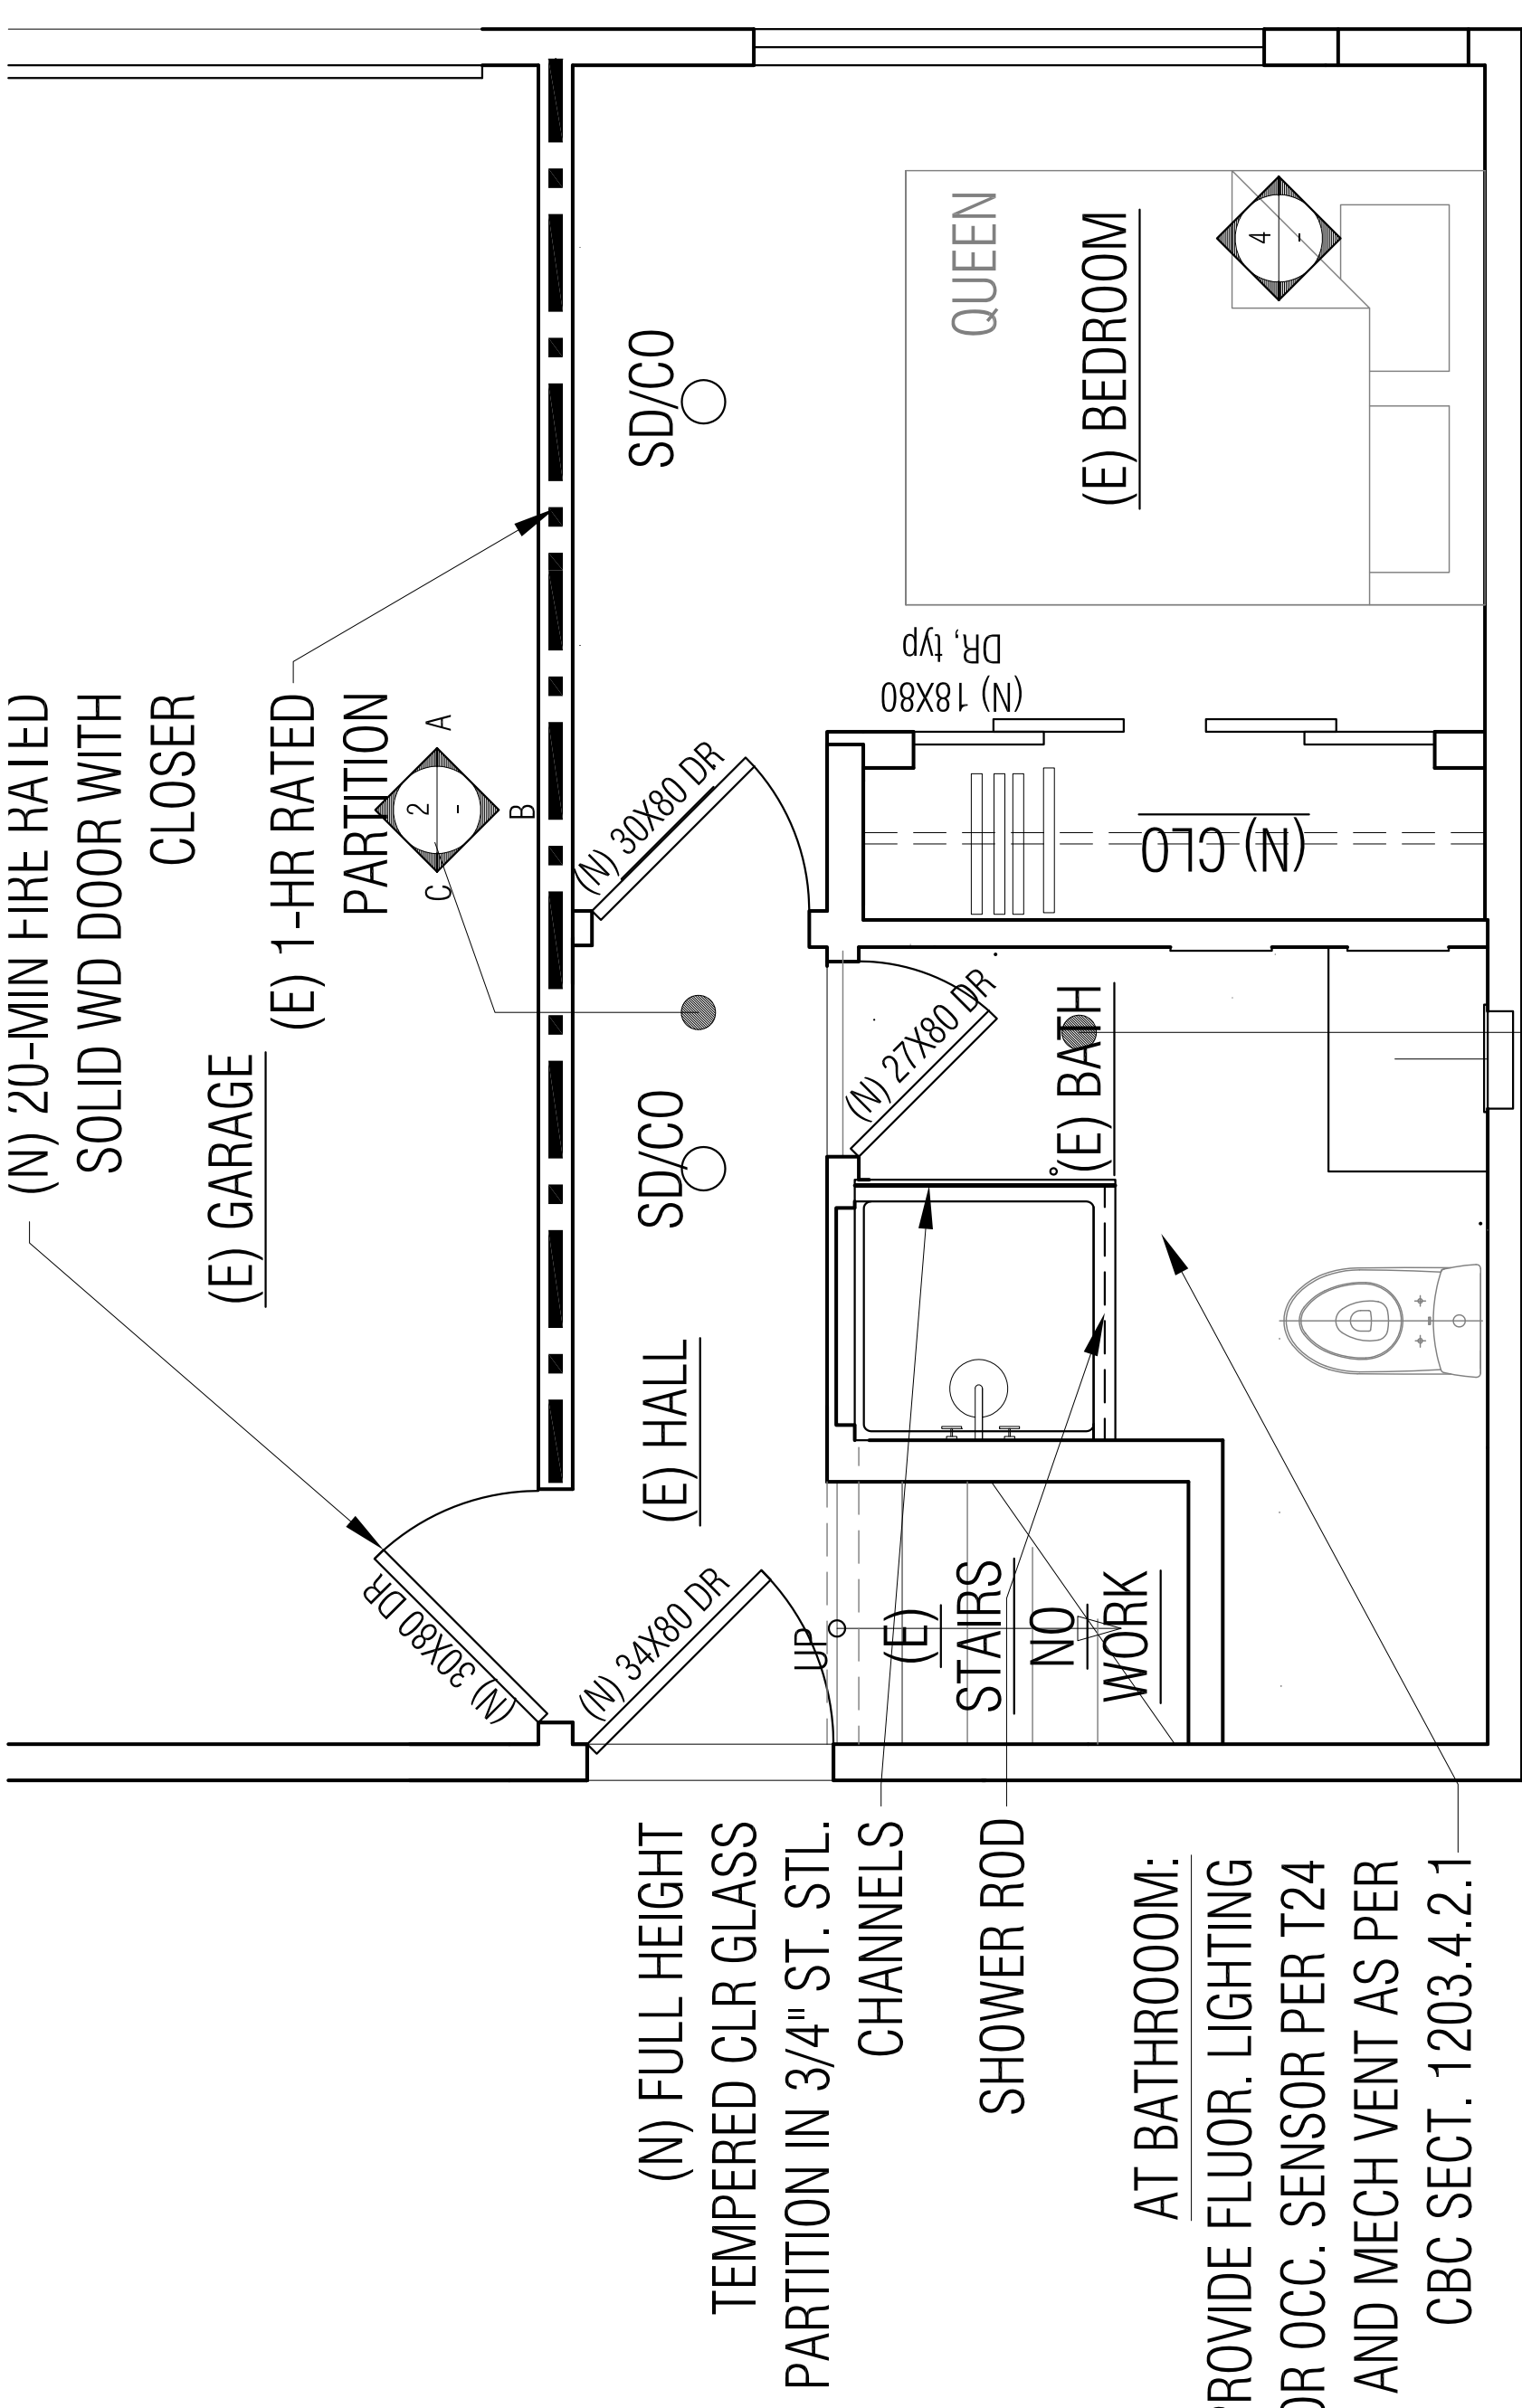 (N) 20-MIN FIRE RATED
SOLID WD DOOR WITH
CLOSER
(E) 1-HR RATED
PARTITION
A
2
-
B
C
(E) GARAGE
SD/CO
QUEEN
(E) BEDROOM
4
-
(N) 18X80
DR, typ
(N) 30X80 DR
(N) CLO
(N) 27X80 DR
(E) BATH
SD/CO
(E) HALL
(N) 30X80 DR
(N) 34X80 DR
UP
(E)
STAIRS
NO
WORK
(N) FULL HEIGHT
TEMPERED CLR GLASS
PARTITION IN 3/4" ST. STL.
CHANNELS
SHOWER ROD
AT BATHROOOM:
ROVIDE FLUOR. LIGHTING
OR OCC. SENSOR PER T24
AND MECH VENT AS PER
CBC SECT. 1203.4.2.1